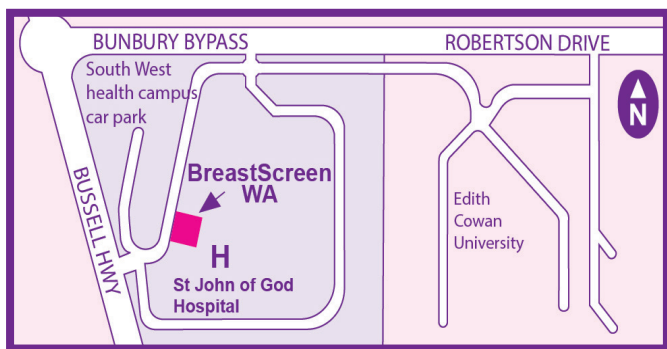 BUNBURY BYPASS
ROBERTSON DRIVE
South West
health campus
car park
N
BreastScreen
WA
BUSSELL HWY
Edith
Cowan
University
H
St John of God
Hospital